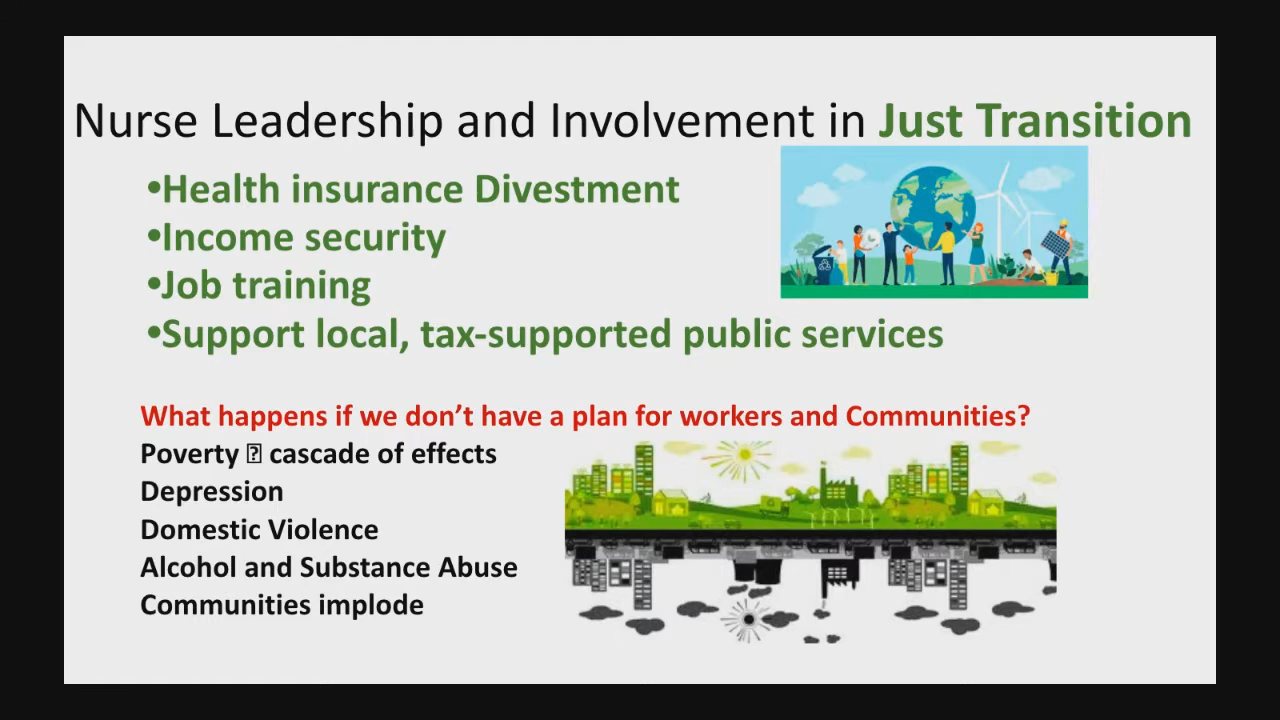 Nurse Leadership and Involvement in Just Transition
•Health insurance Divestment
•Income security
•Job training
•Support local, tax-supported public services
What happens if we don’t have a plan for workers and Communities?
Poverty ⍰ cascade of effects
Depression
Domestic Violence
Alcohol and Substance Abuse
Communities implode